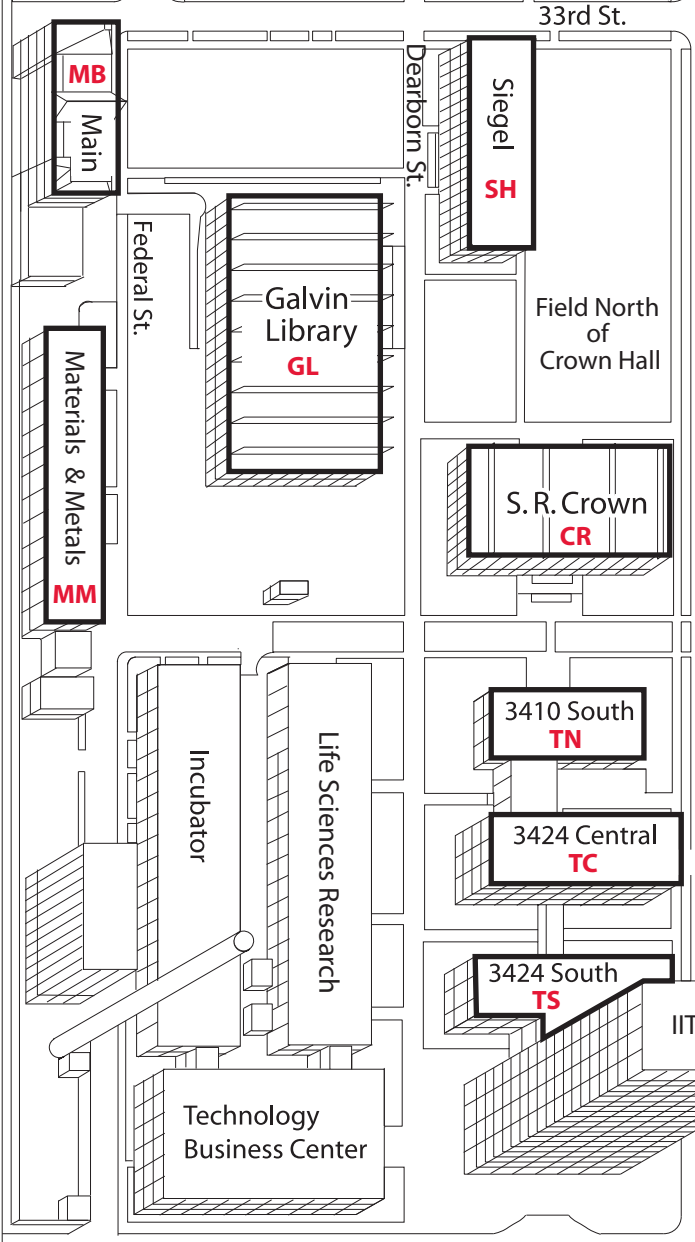 33rd St.
MB
Main
Dearborn St.
Siegel
SH
Federal St.
Galvin
Library
GL
Field North
of
Crown Hall
Materials & Metals
MM
S. R. Crown
CR
3410 South
TN
Incubator
Life Sciences Research
3424 Central
TC
3424 South
TS
IIT
Technology
Business Center